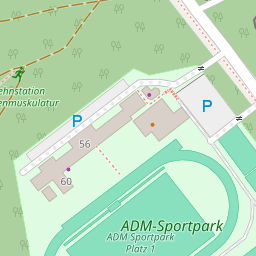 P
ehnstation
enmuskulatur
P
56
60
ADM-Sportpark
ADM Sportpark
Platz 1